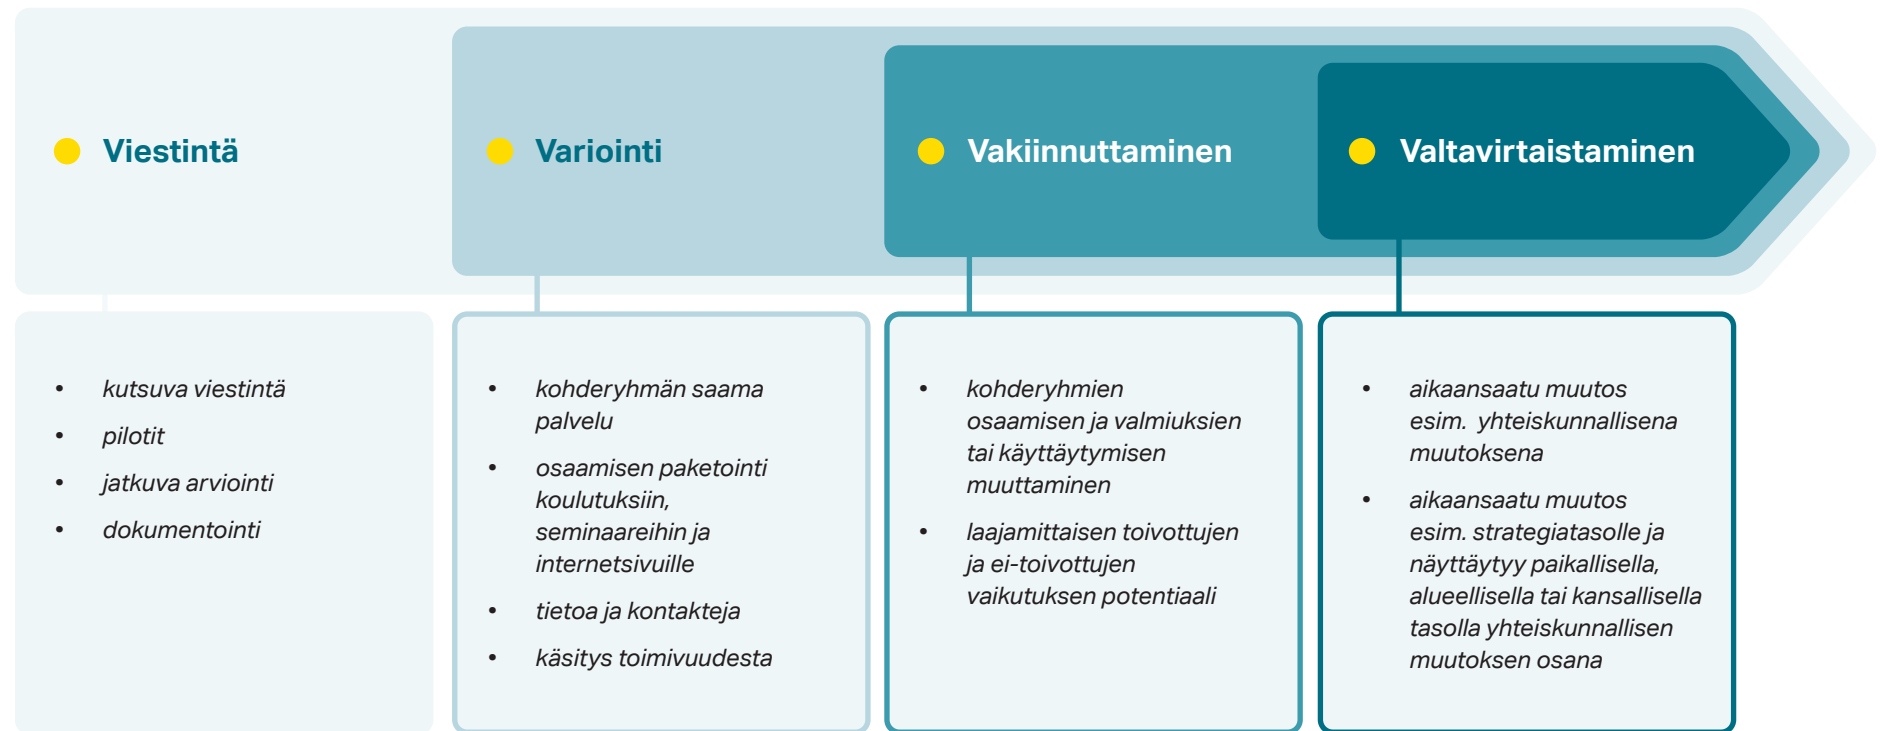 Viestintä
Variointi
Vakiinnuttaminen
Valtavirtaistaminen
• kutsuva viestintä
• pilotit
• jatkuva arviointi
• dokumentointi
• kohderyhmän saama
palvelu
• osaamisen paketointi
koulutuksiin,
seminaareihin ja
internetsivuille
• tietoa ja kontakteja
• käsitys toimivuudesta
• kohderyhmien
osaamisen ja valmiuksien
tai käyttäytymisen
muuttaminen
• laajamittaisen toivottujen
ja ei-toivottujen
vaikutuksen potentiaali
• aikaansaatu muutos
esim. yhteiskunnallisena
muutoksena
• aikaansaatu muutos
esim. strategiatasolle ja
näyttäytyy paikallisella,
alueellisella tai kansallisella
tasolla yhteiskunnallisen
muutoksen osana